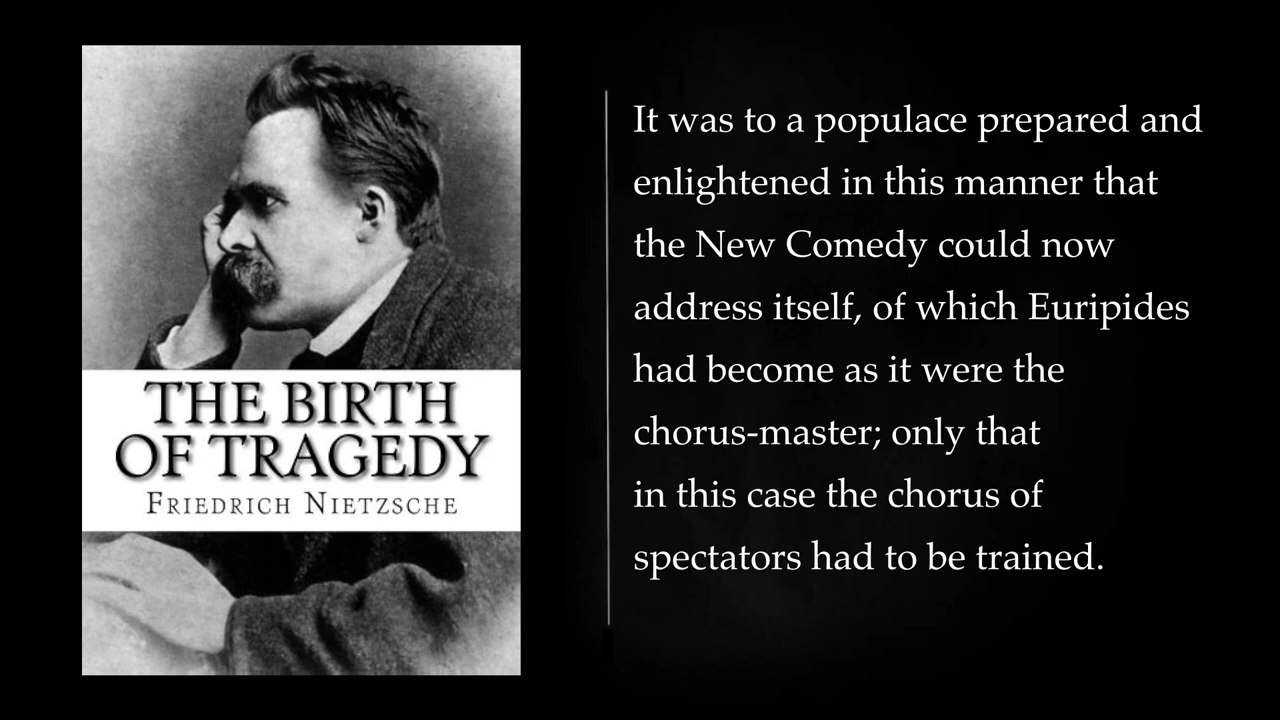 THE BIRTH
OF TRAGEDY
FRIEDRICH NIETZSCHE
It was to a populace prepared and
enlightened in this manner that
the New Comedy could now
address itself, of which Euripides
had become as it were the
chorus-master; only that
in this case the chorus of
spectators had to be trained.